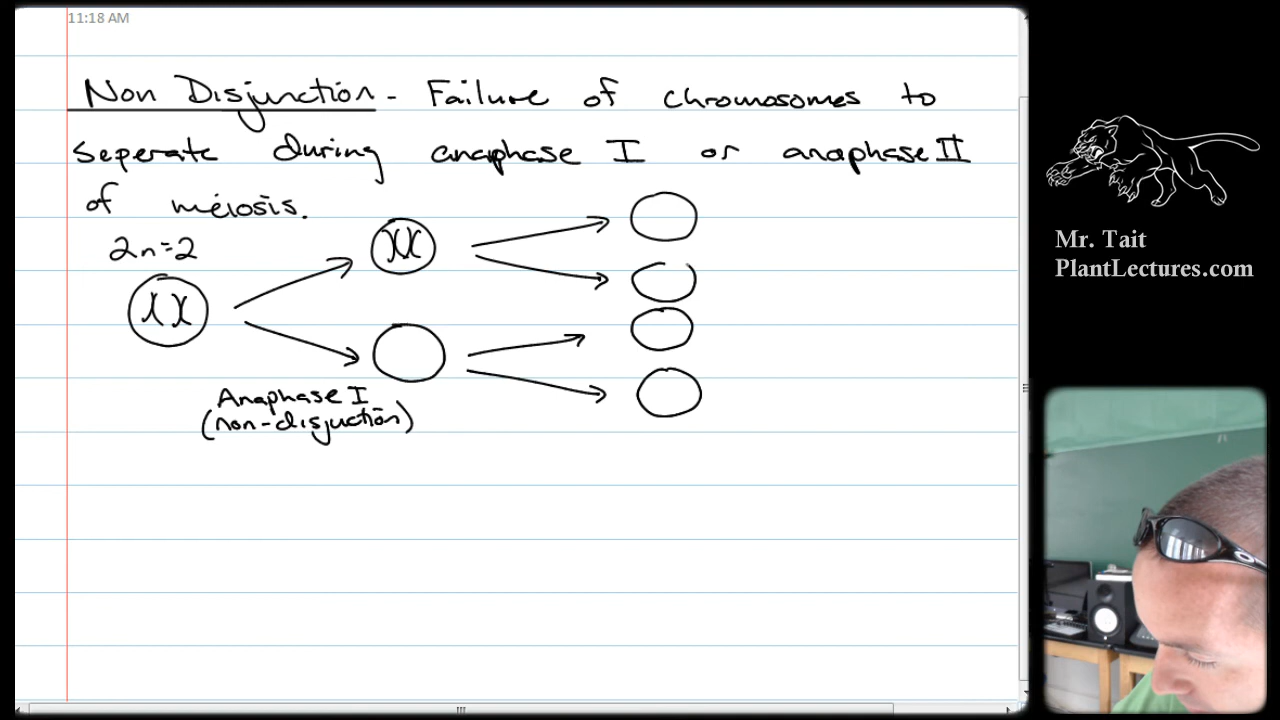 11:18 AM
Non Disjunction - Failure of chromosomes to
seperate during anaphase I or anaphase II
of meiosis.
2n=2
Anaphase I
(non-disjuction)
Mr. Tait
PlantLectures.com